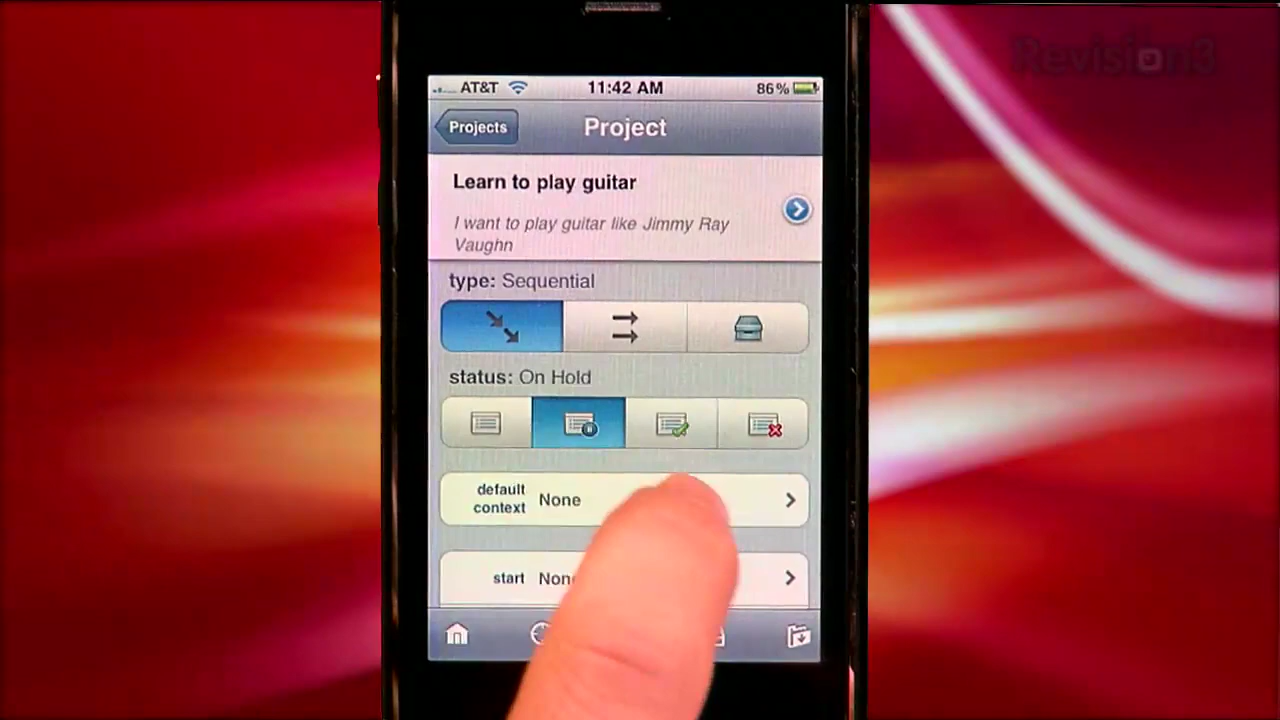 Revision3
AT&T 11:42 AM 86%
Projects Project
Learn to play guitar
I want to play guitar like Jimmy Ray
Vaughn
type: Sequential
status: On Hold
default
context None
start